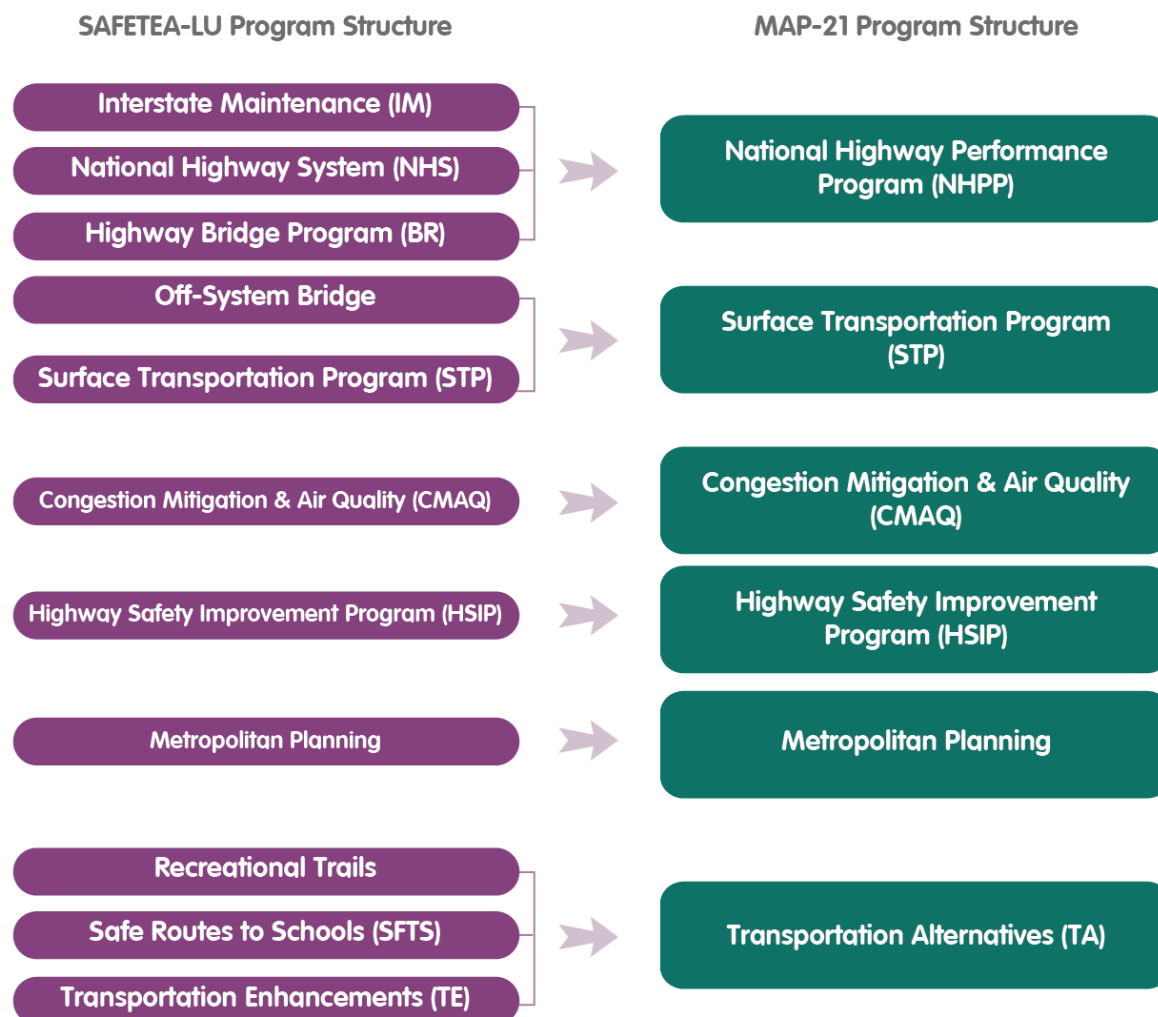 SAFETEA-LU Program Structure
MAP-21 Program Structure
Interstate Maintenance (IM)
National Highway System (NHS)
Highway Bridge Program (BR)
National Highway Performance
Program (NHPP)
Off-System Bridge
Surface Transportation Program (STP)
Surface Transportation Program
(STP)
Congestion Mitigation & Air Quality (CMAQ)
Congestion Mitigation & Air Quality
(CMAQ)
Highway Safety Improvement Program (HSIP)
Highway Safety Improvement
Program (HSIP)
Metropolitan Planning
Metropolitan Planning
Recreational Trails
Safe Routes to Schools (SFTS)
Transportation Enhancements (TE)
Transportation Alternatives (TA)